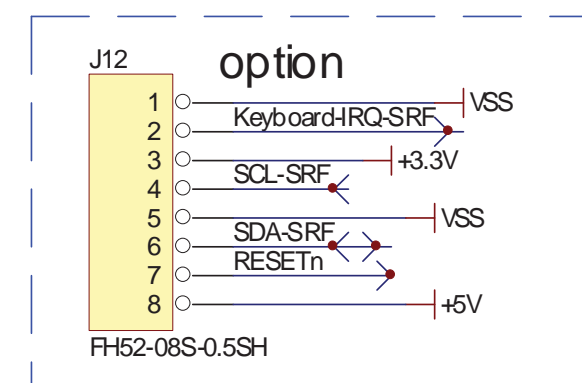 J12 option
1 VSS
2 Keyboard-IRQ-SRF
3 +3.3V
4 SCL-SRF
5 VSS
6 SDA-SRF
7 RESETn
8 +5V
FH52-08S-0.5SH